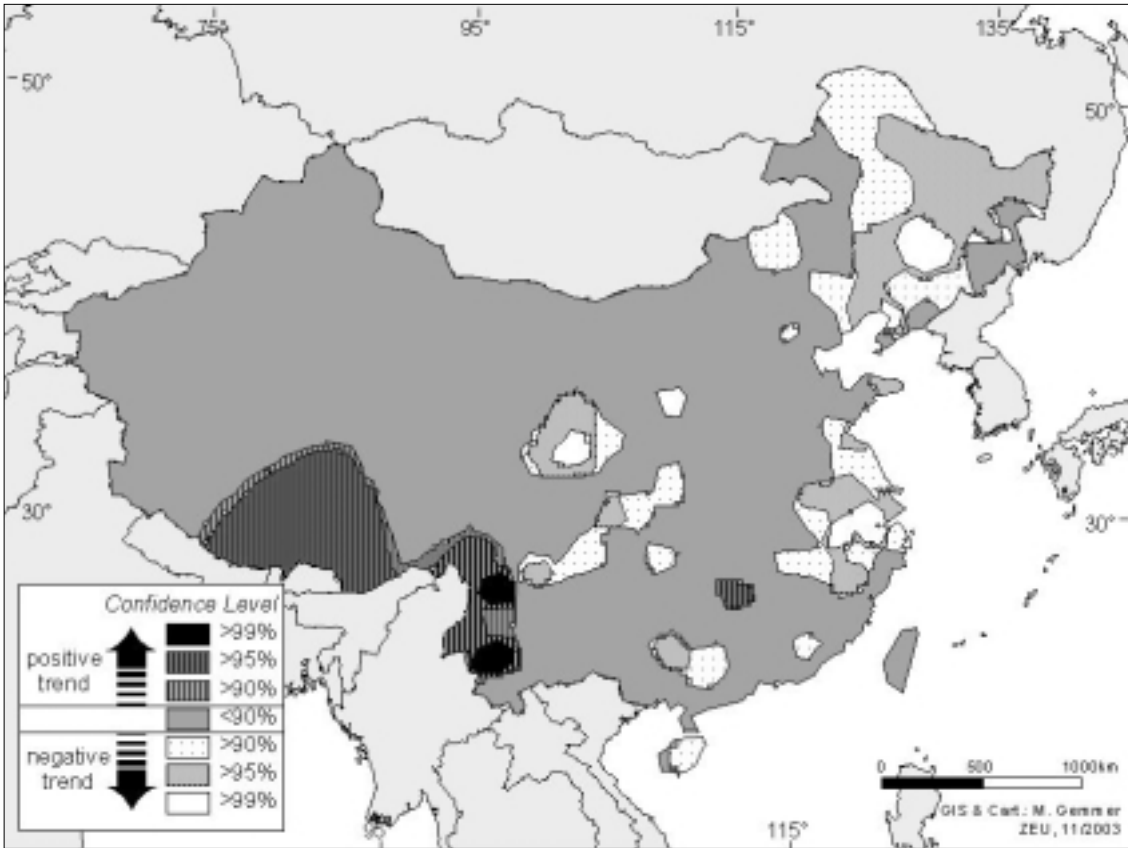 75° 95° 115° 135°
50° 50°
30° 30°
Confidence Level
>99%
>95%
positive
trend
>90%
<90%
>90%
negative
trend
>95%
>99%
0 500 1000km
GIS & Cart.: M. Gemmer
ZEU, 11/2003
95° 115°